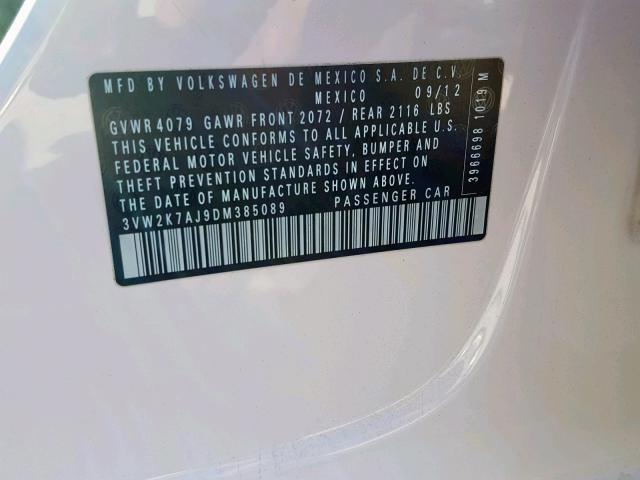 MFD BY VOLKSWAGEN DE MEXICO S.A. DE C.V.
MEXICO 09/12
GVWR 4079 GAWR FRONT 2072 / REAR 2116 LBS
THIS VEHICLE CONFORMS TO ALL APPLICABLE U.S.
FEDERAL MOTOR VEHICLE SAFETY, BUMPER AND
THEFT PREVENTION STANDARDS IN EFFECT ON
THE DATE OF MANUFACTURE SHOWN ABOVE.
3VW2K7AJ9DM385089 PASSENGER CAR
3966698 1019 M